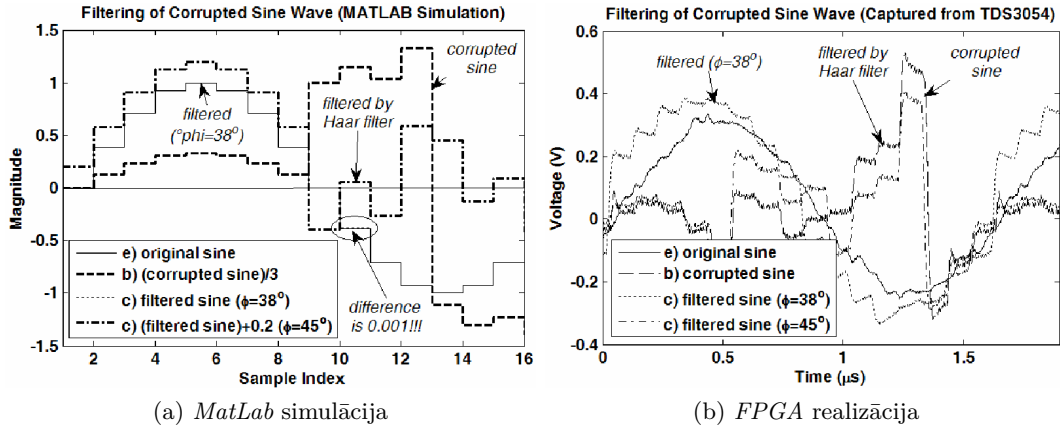 Filtering of Corrupted Sine Wave (MATLAB Simulation)
1.5
1
0.5
0
-0.5
-1
-1.5
Magnitude
corrupted
sine
filtered
(°phi=38°)
filtered by
Haar filter
difference
is 0.001!!!
e) original sine
b) (corrupted sine)/3
c) filtered sine (ϕ=38°)
c) (filtered sine)+0.2 (ϕ=45°)
2
4
6
8
10
12
14
16
Sample Index
(a) MatLab simulācija
Filtering of Corrupted Sine Wave (Captured from TDS3054)
0.6
0.4
0.2
0
-0.2
-0.4
Voltage (V)
filtered (ϕ=38°)
filtered by
Haar filter
corrupted
sine
e) original sine
b) corrupted sine
c) filtered sine (ϕ=38°)
c) filtered sine (ϕ=45°)
0
0.5
1
1.5
Time (μs)
(b) FPGA realizācija